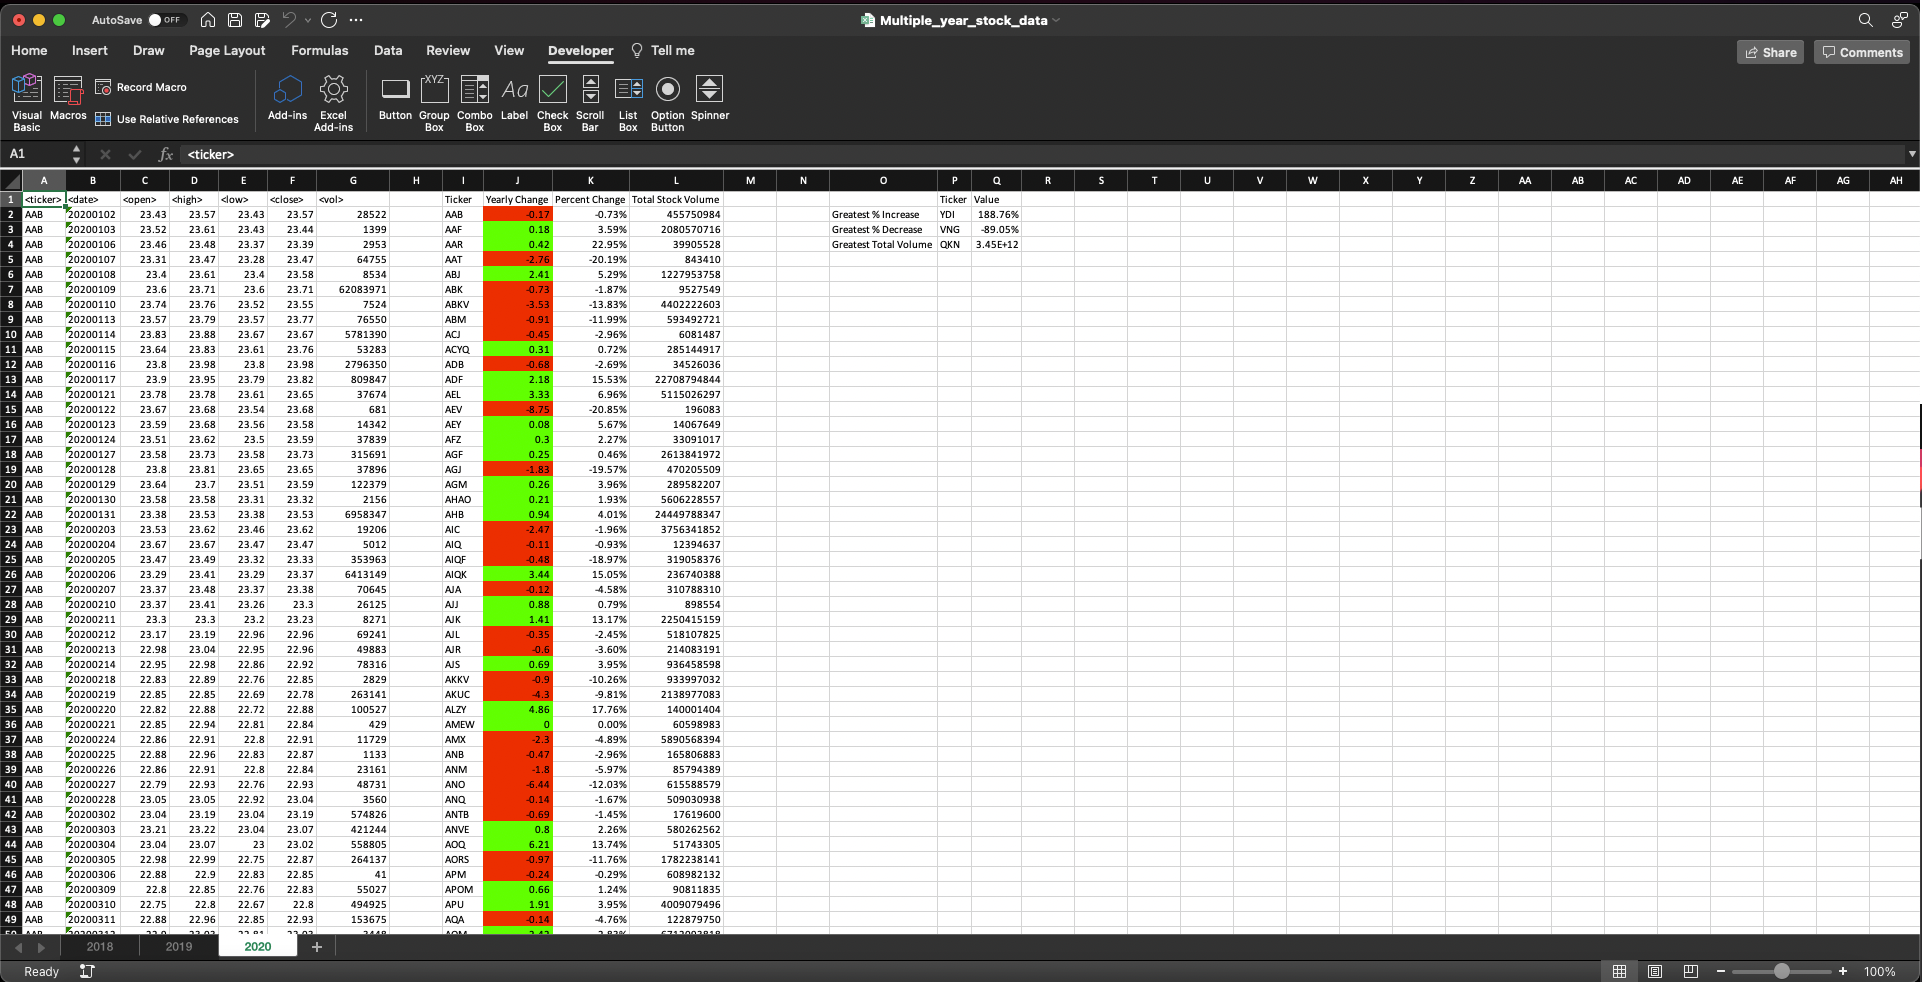 AutoSave OFF Multiple_year_stock_data
Home Insert Draw Page Layout Formulas Data Review View Developer Tell me Share Comments
Visual Basic Macros Record Macro Use Relative References Add-ins Excel Add-ins Button Group Box Combo Box Label Check Box Scroll Bar List Box Option Button Spinner
A1 fx <ticker>
A B C D E F G H I J K L M N O P Q R S T U V W X Y Z AA AB AC AD AE AF AG AH
1 <ticker> <date> <open> <high> <low> <close> <vol> Ticker Yearly Change Percent Change Total Stock Volume Ticker Value
2 AAB 20200102 23.43 23.57 23.43 23.57 28522 AAB -0.17 -0.73% 455750984 Greatest % Increase YDI 188.76%
3 AAB 20200103 23.52 23.61 23.43 23.44 1399 AAF 0.18 3.59% 2080570716 Greatest % Decrease VNG -89.05%
4 AAB 20200106 23.46 23.48 23.37 23.39 2953 AAR 0.42 22.95% 39905528 Greatest Total Volume QKN 3.45E+12
5 AAB 20200107 23.31 23.47 23.28 23.47 64755 AAT -2.76 -20.19% 843410
6 AAB 20200108 23.4 23.61 23.4 23.58 8534 ABJ 2.41 5.29% 1227953758
7 AAB 20200109 23.6 23.71 23.6 23.71 62083971 ABK -0.73 -1.87% 9527549
8 AAB 20200110 23.74 23.76 23.52 23.55 7524 ABKV -3.53 -13.83% 4402222603
9 AAB 20200113 23.57 23.79 23.57 23.77 76550 ABM -0.91 -11.99% 593492721
10 AAB 20200114 23.83 23.88 23.67 23.67 5781390 ACJ -0.45 -2.96% 6081487
11 AAB 20200115 23.64 23.83 23.61 23.76 53283 ACYQ 0.31 0.72% 285144917
12 AAB 20200116 23.8 23.98 23.8 23.98 2796350 ADB -0.68 -2.69% 34526036
13 AAB 20200117 23.9 23.95 23.79 23.82 809847 ADF 2.18 15.53% 22708794844
14 AAB 20200121 23.78 23.78 23.61 23.65 37674 AEL 3.33 6.96% 5115026297
15 AAB 20200122 23.67 23.68 23.54 23.68 681 AEV -8.75 -20.85% 196083
16 AAB 20200123 23.59 23.68 23.56 23.58 14342 AEY 0.08 5.67% 14067649
17 AAB 20200124 23.51 23.62 23.5 23.59 37839 AFZ 0.3 2.27% 33091017
18 AAB 20200127 23.58 23.73 23.58 23.73 315691 AGF 0.25 0.46% 2613841972
19 AAB 20200128 23.8 23.81 23.65 23.65 37896 AGJ -1.83 -19.57% 470205509
20 AAB 20200129 23.64 23.7 23.51 23.59 122379 AGM 0.26 3.96% 289582207
21 AAB 20200130 23.58 23.58 23.31 23.32 2156 AHAO 0.21 1.93% 5606228557
22 AAB 20200131 23.38 23.53 23.38 23.53 6958347 AHB 0.94 4.01% 24449788347
23 AAB 20200203 23.53 23.62 23.46 23.62 19206 AIC -2.47 -1.96% 3756341852
24 AAB 20200204 23.67 23.67 23.47 23.47 5012 AIQ -0.11 -0.93% 12394637
25 AAB 20200205 23.47 23.49 23.32 23.33 353963 AIQF -0.48 -18.97% 319058376
26 AAB 20200206 23.29 23.41 23.29 23.37 6413149 AIQK 3.44 15.05% 236740388
27 AAB 20200207 23.37 23.48 23.37 23.38 70645 AJA -0.12 -4.58% 310788310
28 AAB 20200210 23.37 23.41 23.26 23.3 26125 AJJ 0.88 0.79% 898554
29 AAB 20200211 23.3 23.3 23.2 23.23 8271 AJK 1.41 13.17% 2250415159
30 AAB 20200212 23.17 23.19 22.96 22.96 69241 AJL -0.35 -2.45% 518107825
31 AAB 20200213 22.98 23.04 22.95 22.96 49883 AJR -0.6 -3.60% 214083191
32 AAB 20200214 22.95 22.98 22.86 22.92 78316 AJS 0.69 3.95% 936458598
33 AAB 20200218 22.83 22.89 22.76 22.85 2829 AKKV -0.9 -10.26% 933997032
34 AAB 20200219 22.85 22.85 22.69 22.78 263141 AKUC -4.3 -9.81% 2138977083
35 AAB 20200220 22.82 22.88 22.72 22.88 100527 ALZY 4.86 17.76% 140001404
36 AAB 20200221 22.85 22.94 22.81 22.84 429 AMEW 0 0.00% 60598983
37 AAB 20200224 22.86 22.91 22.8 22.91 11729 AMX -2.3 -4.89% 5890568394
38 AAB 20200225 22.88 22.96 22.83 22.87 1133 ANB -0.47 -2.96% 165806883
39 AAB 20200226 22.86 22.91 22.8 22.84 23161 ANM -1.8 -5.97% 85794389
40 AAB 20200227 22.79 22.93 22.76 22.93 48731 ANO -6.44 -12.03% 615588579
41 AAB 20200228 23.05 23.05 22.92 23.04 3560 ANQ -0.14 -1.67% 509030938
42 AAB 20200302 23.04 23.19 23.04 23.19 574826 ANTB -0.69 -1.45% 17619600
43 AAB 20200303 23.21 23.22 23.04 23.07 421244 ANVE 0.8 2.26% 580262562
44 AAB 20200304 23.04 23.07 23 23.02 558805 AOQ 6.21 13.74% 51743305
45 AAB 20200305 22.98 22.99 22.75 22.87 264137 AORS -0.97 -11.76% 1782238141
46 AAB 20200306 22.88 22.9 22.83 22.85 41 APM -0.24 -0.29% 608982132
47 AAB 20200309 22.8 22.85 22.76 22.83 55027 APOM 0.66 1.24% 90811835
48 AAB 20200310 22.75 22.8 22.67 22.8 494925 APU 1.91 3.95% 4009079496
49 AAB 20200311 22.88 22.96 22.85 22.93 153675 AQA -0.14 -4.76% 122879750
2018 2019 2020
Ready 100%